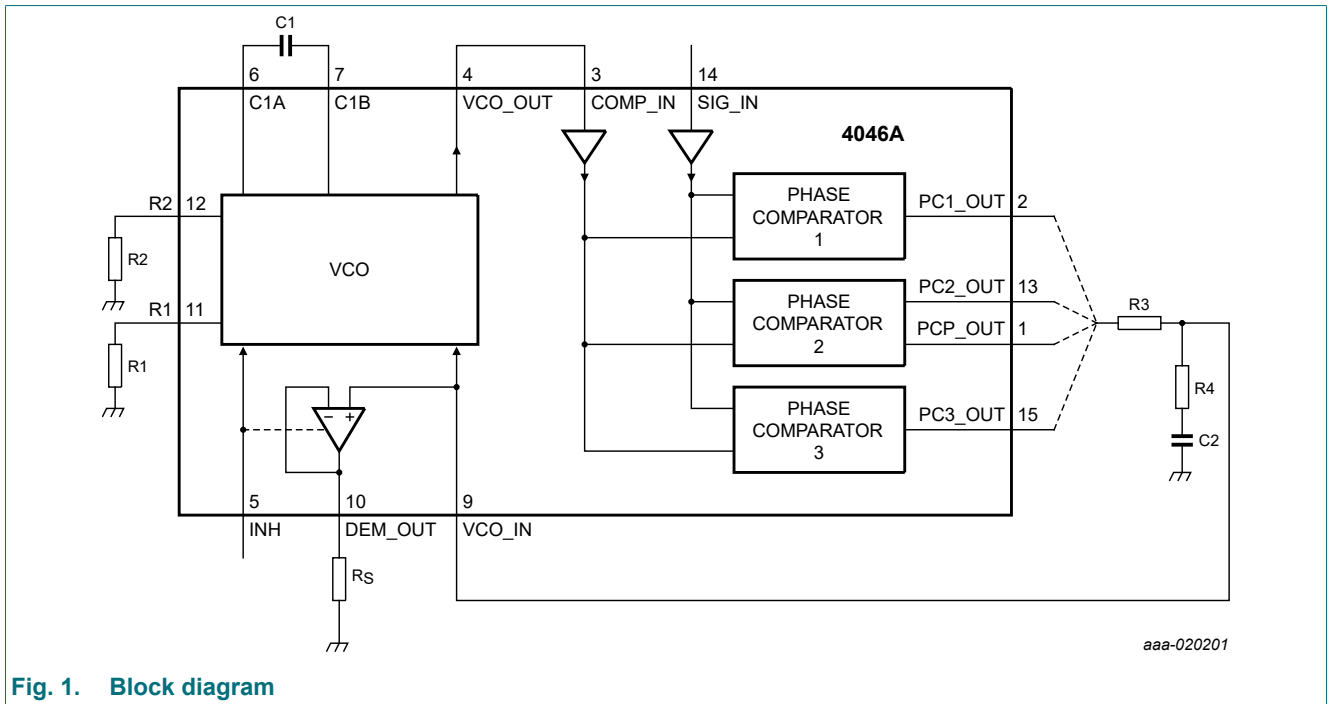 C1
6 7 4 3 14
C1A C1B VCO_OUT COMP_IN SIG_IN
4046A
PHASE
COMPARATOR
1
PC1_OUT 2
R2 12
R2
VCO
PHASE
COMPARATOR
2
PC2_OUT 13
PCP_OUT 1
R3
R1 11
R1
R4
C2
PHASE
COMPARATOR
3
PC3_OUT 15
− +
5 10 9
INH DEM_OUT VCO_IN
RS
aaa-020201
Fig. 1. Block diagram